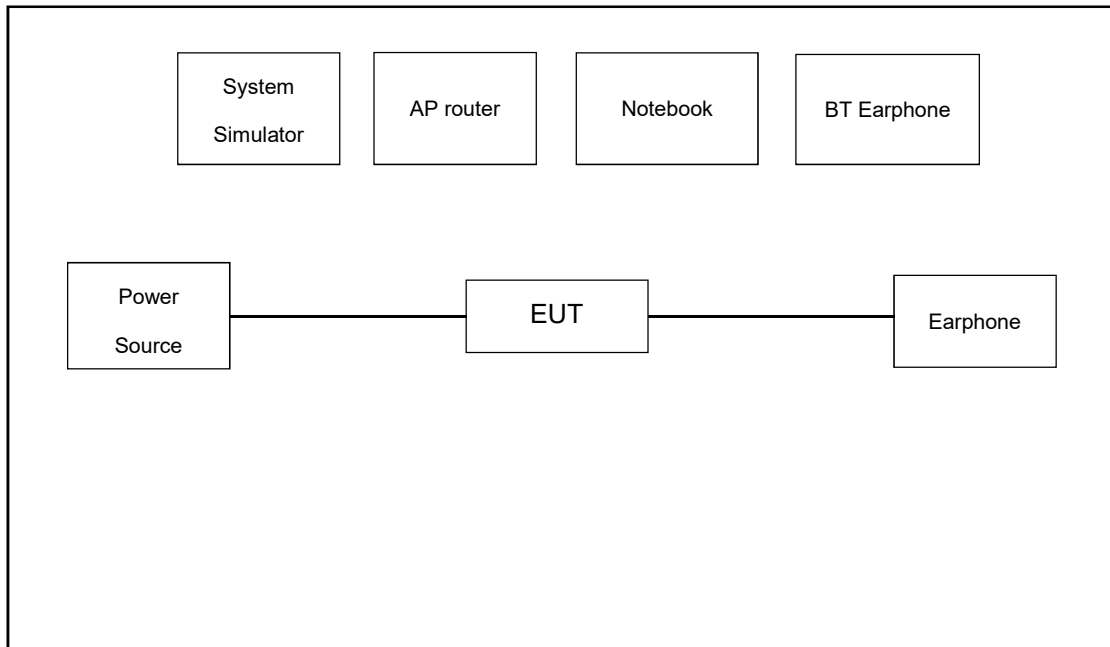 System
Simulator
AP router
Notebook
BT Earphone
Power
Source
EUT
Earphone